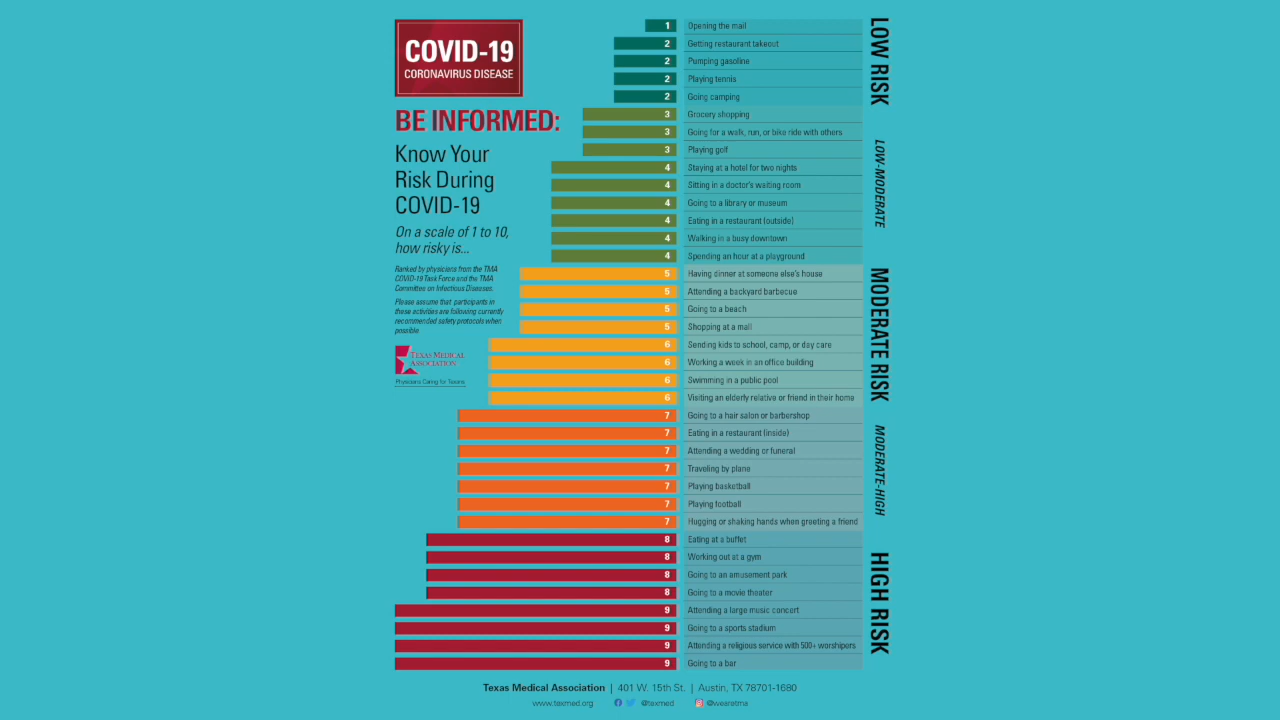 COVID-19
CORONAVIRUS DISEASE
BE INFORMED:
Know Your
Risk During
COVID-19
On a scale of 1 to 10,
how risky is...
Ranked by physicians from the TMA
COVID-19 Task Force and the TMA
Committee on Infectious Diseases.
Please assume that participants in
these activities are following currently
recommended safety protocols when
possible.
TEXAS MEDICAL
ASSOCIATION
Physicians Caring for Texans
1 Opening the mail
2 Getting restaurant takeout
2 Pumping gasoline
2 Playing tennis
2 Going camping
3 Grocery shopping
3 Going for a walk, run, or bike ride with others
3 Playing golf
4 Staying at a hotel for two nights
4 Sitting in a doctor's waiting room
4 Going to a library or museum
4 Eating in a restaurant (outside)
4 Walking in a busy downtown
4 Spending an hour at a playground
5 Having dinner at someone else's house
5 Attending a backyard barbecue
5 Going to a beach
5 Shopping at a mall
6 Sending kids to school, camp, or day care
6 Working a week in an office building
6 Swimming in a public pool
6 Visiting an elderly relative or friend in their home
7 Going to a hair salon or barbershop
7 Eating in a restaurant (inside)
7 Attending a wedding or funeral
7 Traveling by plane
7 Playing basketball
7 Playing football
7 Hugging or shaking hands when greeting a friend
8 Eating at a buffet
8 Working out at a gym
8 Going to an amusement park
8 Going to a movie theater
9 Attending a large music concert
9 Going to a sports stadium
9 Attending a religious service with 500+ worshipers
9 Going to a bar
LOW RISK
LOW-MODERATE
MODERATE RISK
MODERATE-HIGH
HIGH RISK
Texas Medical Association | 401 W. 15th St. | Austin, TX 78701-1680
www.texmed.org @texmed @wearetma